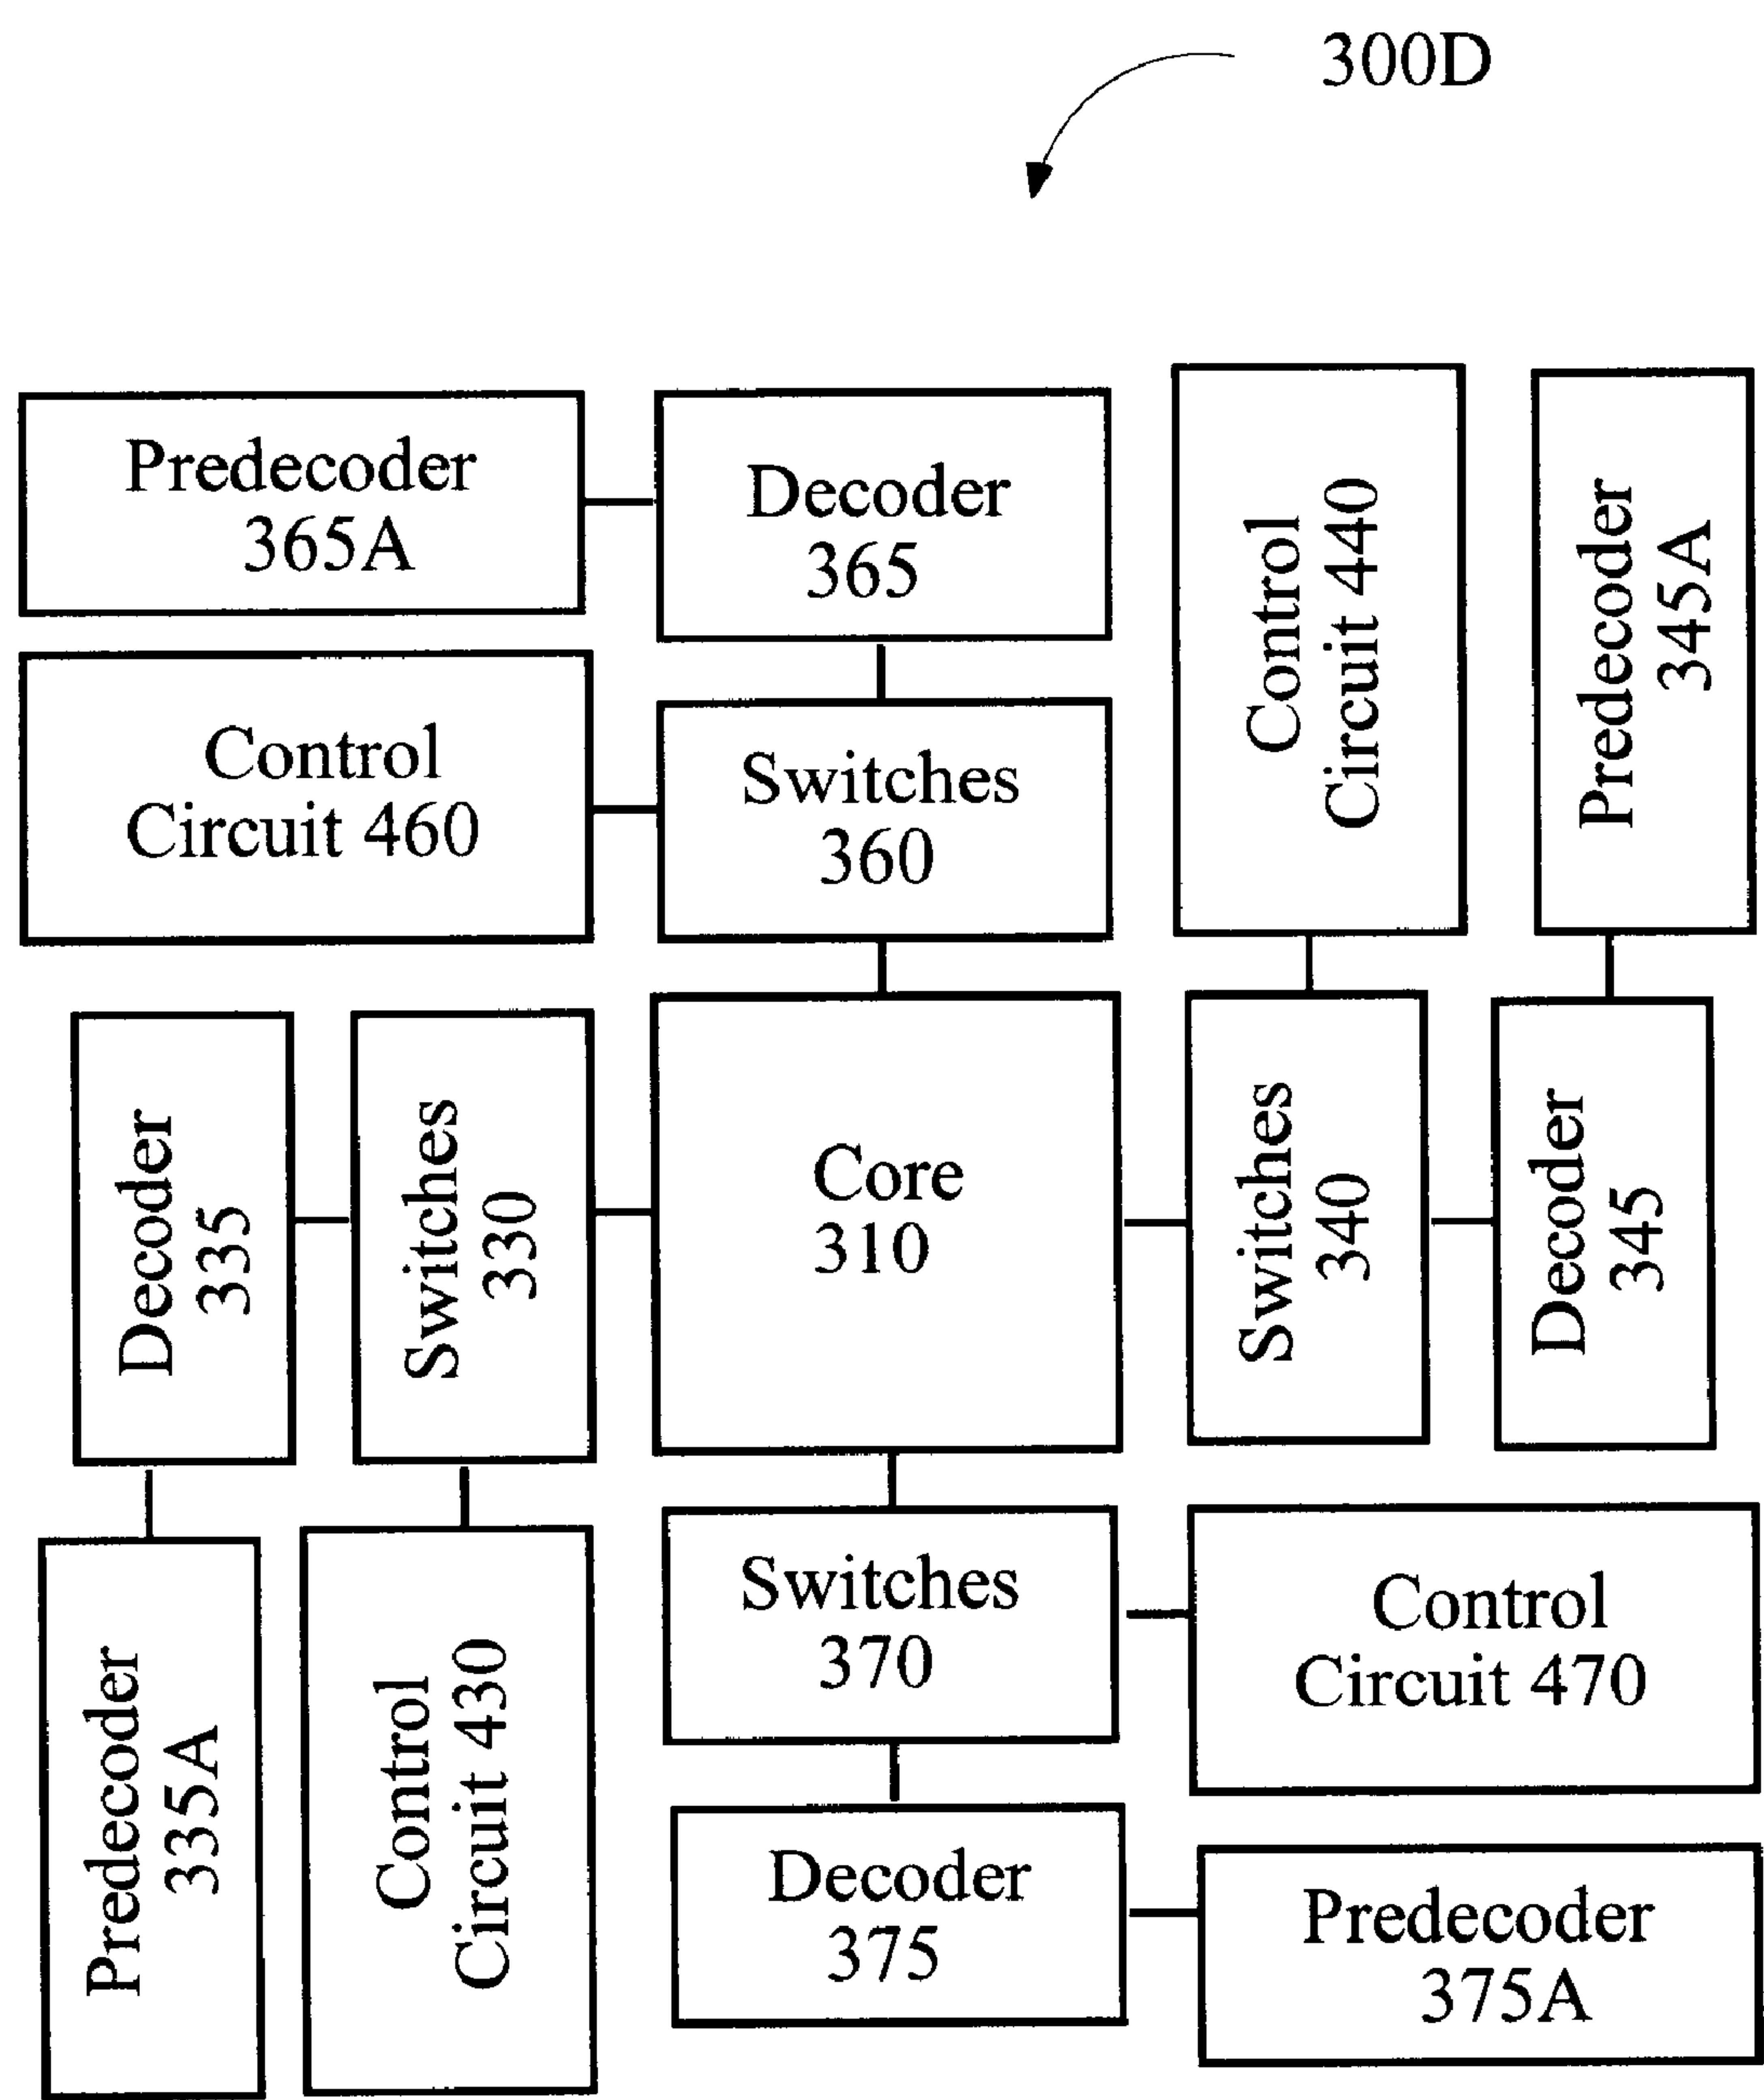 300D
Predecoder
365A
Decoder
365
Control
Circuit 440
Predecoder
345A
Control
Circuit 460
Switches
360
Decoder
335
Switches
330
Core
310
Switches
340
Decoder
345
Predecoder
335A
Control
Circuit 430
Switches
370
Control
Circuit 470
Decoder
375
Predecoder
375A